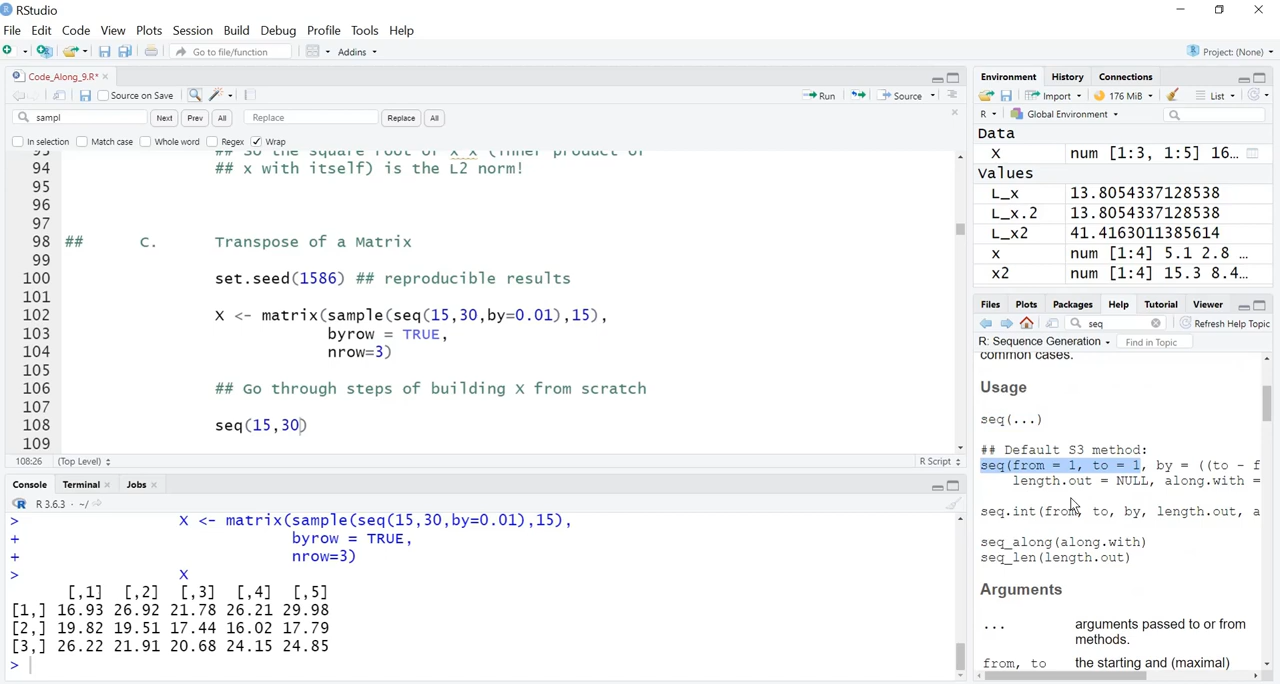 RStudio
File Edit Code View Plots Session Build Debug Profile Tools Help
Go to file/function Addins Project: (None)
Code_Along_9.R*
Source on Save Run Source
sampl Next Prev All Replace Replace All
In selection Match case Whole word Regex Wrap
94 ## x with itself) is the L2 norm!
95
96
97
98 ## C. Transpose of a Matrix
99
100 set.seed(1586) ## reproducible results
101
102 X <- matrix(sample(seq(15,30,by=0.01),15),
103 byrow = TRUE,
104 nrow=3)
105
106 ## Go through steps of building X from scratch
107
108 seq(15,30)
109
108:26 (Top Level) R Script
Console Terminal Jobs
R 3.6.3 · ~/
> X <- matrix(sample(seq(15,30,by=0.01),15),
+ byrow = TRUE,
+ nrow=3)
> X
[,1] [,2] [,3] [,4] [,5]
[1,] 16.93 26.92 21.78 26.21 29.98
[2,] 19.82 19.51 17.44 16.02 17.79
[3,] 26.22 21.91 20.68 24.15 24.85
>
Environment History Connections
Import 176 MiB List
R Global Environment
Data
X num [1:3, 1:5] 16…
Values
L_x 13.8054337128538
L_x.2 13.8054337128538
L_x2 41.4163011385614
x num [1:4] 5.1 2.8 …
x2 num [1:4] 15.3 8.4…
Files Plots Packages Help Tutorial Viewer
seq Refresh Help Topic
R: Sequence Generation Find in Topic
common cases.
Usage
seq(...)
## Default S3 method:
seq(from = 1, to = 1, by = ((to - f
length.out = NULL, along.with =
seq.int(from, to, by, length.out, a
seq_along(along.with)
seq_len(length.out)
Arguments
... arguments passed to or from
methods.
from, to the starting and (maximal)